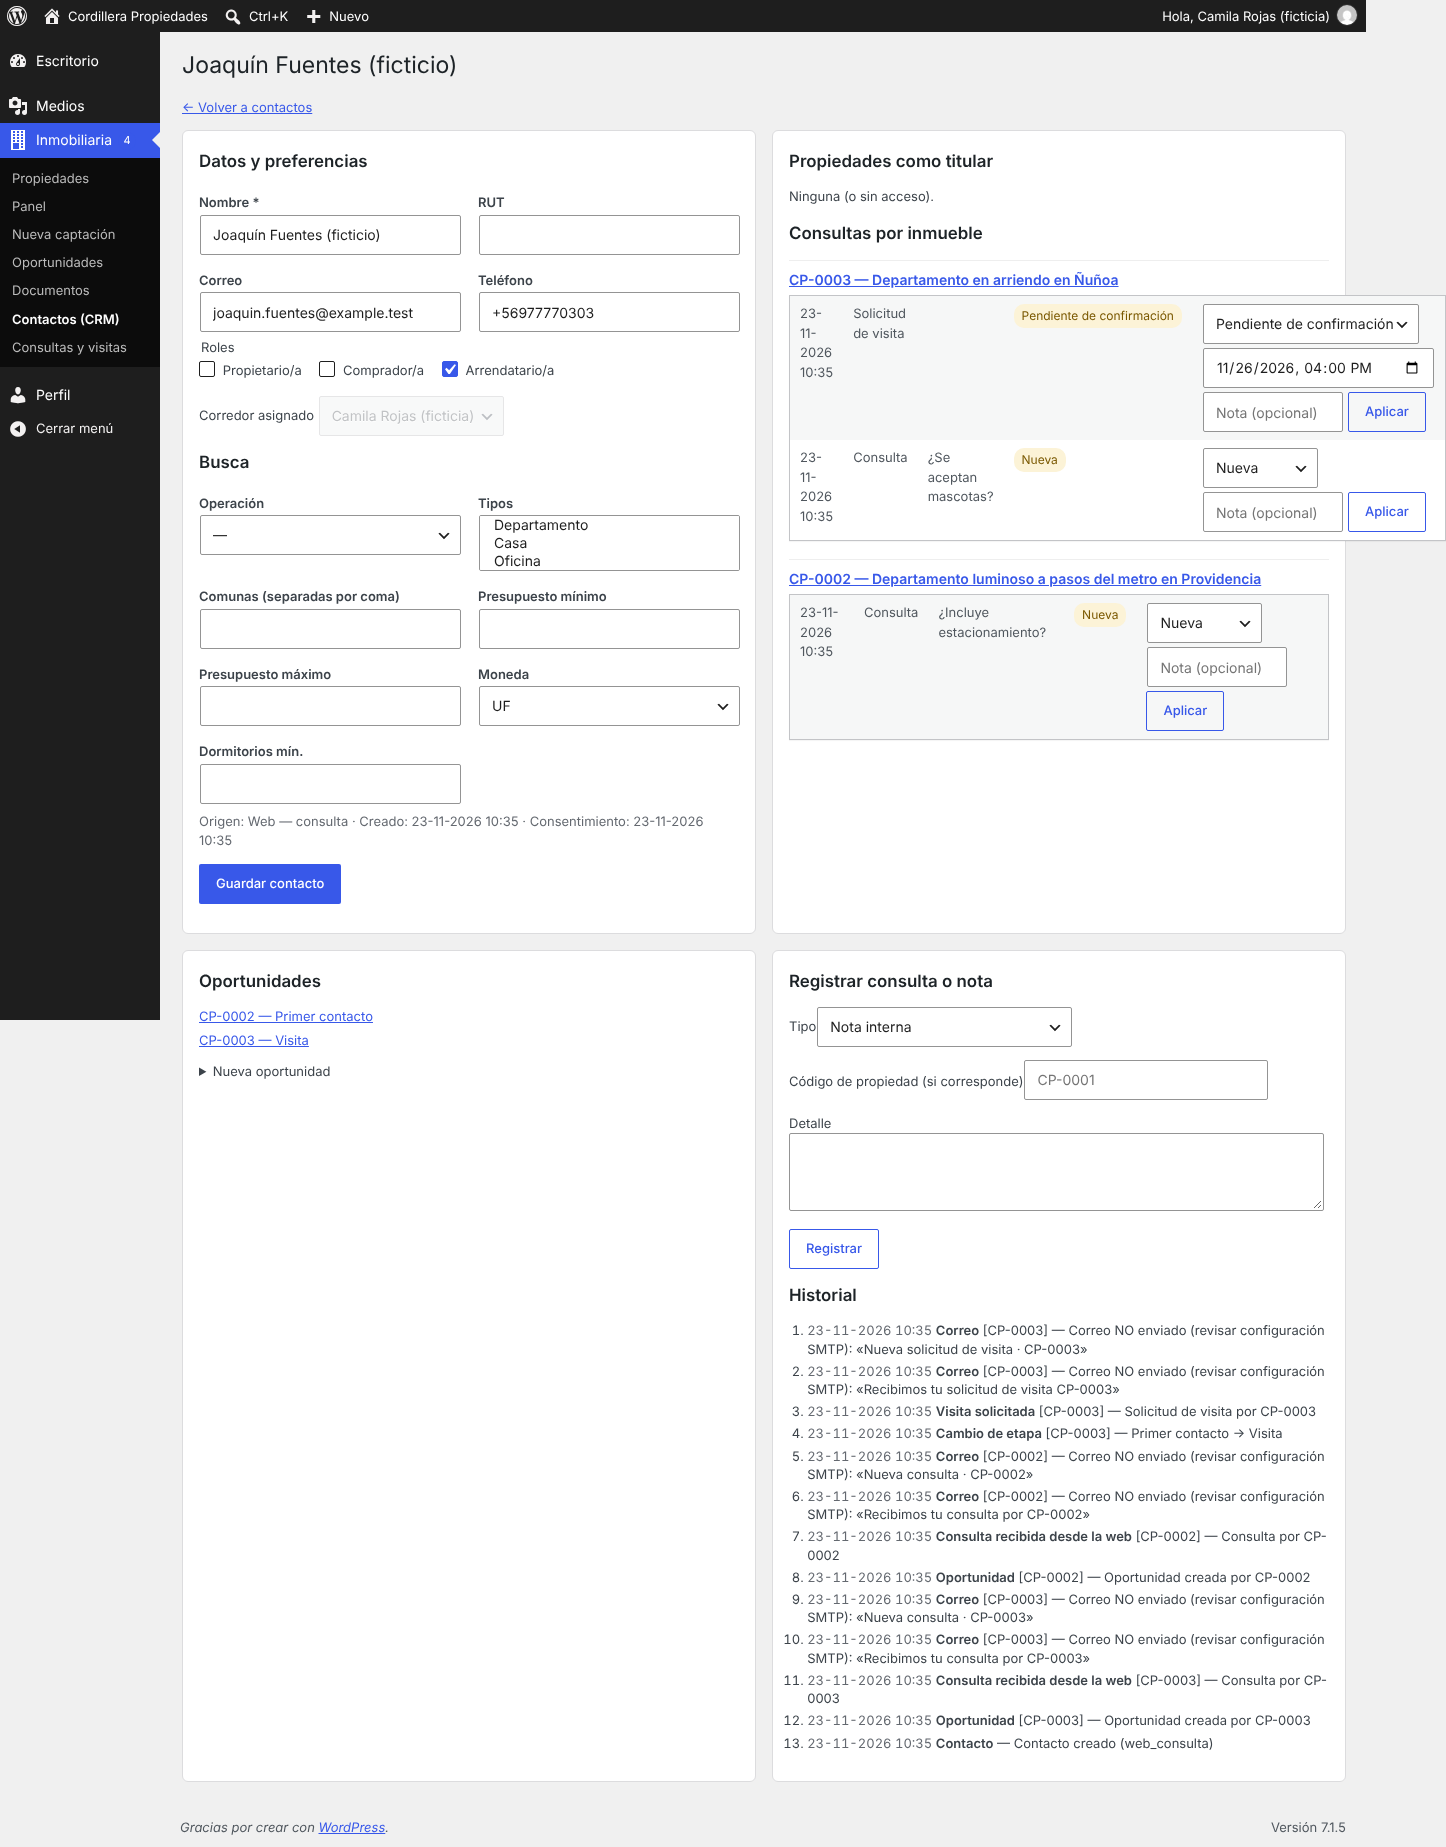 Cordillera Propiedades
Ctrl+K
Nuevo
Hola, Camila Rojas (ficticia)
Escritorio
Medios
Inmobiliaria 4
Propiedades
Panel
Nueva captación
Oportunidades
Documentos
Contactos (CRM)
Consultas y visitas
Perfil
Cerrar menú
Joaquín Fuentes (ficticio)
← Volver a contactos
Datos y preferencias
Nombre *
RUT
Joaquín Fuentes (ficticio)
Correo
Teléfono
joaquin.fuentes@example.test
+56977770303
Roles
Propietario/a
Comprador/a
Arrendatario/a
Corredor asignado
Camila Rojas (ficticia)
Busca
Operación
Tipos
—
Departamento
Casa
Oficina
Comunas (separadas por coma)
Presupuesto mínimo
Presupuesto máximo
Moneda
UF
Dormitorios mín.
Origen: Web — consulta · Creado: 23-11-2026 10:35 · Consentimiento: 23-11-2026
10:35
Guardar contacto
Propiedades como titular
Ninguna (o sin acceso).
Consultas por inmueble
CP-0003 — Departamento en arriendo en Ñuñoa
23-
11-
2026
10:35
Solicitud
de visita
Pendiente de confirmación
Pendiente de confirmación
11/26/2026, 04:00 PM
Nota (opcional)
Aplicar
23-
11-
2026
10:35
Consulta
¿Se
aceptan
mascotas?
Nueva
Nueva
Nota (opcional)
Aplicar
CP-0002 — Departamento luminoso a pasos del metro en Providencia
23-11-
2026
10:35
Consulta
¿Incluye
estacionamiento?
Nueva
Nueva
Nota (opcional)
Aplicar
Oportunidades
CP-0002 — Primer contacto
CP-0003 — Visita
Nueva oportunidad
Registrar consulta o nota
Tipo
Nota interna
Código de propiedad (si corresponde)
CP-0001
Detalle
Registrar
Historial
1. 23-11-2026 10:35 Correo [CP-0003] — Correo NO enviado (revisar configuración
SMTP): «Nueva solicitud de visita · CP-0003»
2. 23-11-2026 10:35 Correo [CP-0003] — Correo NO enviado (revisar configuración
SMTP): «Recibimos tu solicitud de visita CP-0003»
3. 23-11-2026 10:35 Visita solicitada [CP-0003] — Solicitud de visita por CP-0003
4. 23-11-2026 10:35 Cambio de etapa [CP-0003] — Primer contacto → Visita
5. 23-11-2026 10:35 Correo [CP-0002] — Correo NO enviado (revisar configuración
SMTP): «Nueva consulta · CP-0002»
6. 23-11-2026 10:35 Correo [CP-0002] — Correo NO enviado (revisar configuración
SMTP): «Recibimos tu consulta por CP-0002»
7. 23-11-2026 10:35 Consulta recibida desde la web [CP-0002] — Consulta por CP-
0002
8. 23-11-2026 10:35 Oportunidad [CP-0002] — Oportunidad creada por CP-0002
9. 23-11-2026 10:35 Correo [CP-0003] — Correo NO enviado (revisar configuración
SMTP): «Nueva consulta · CP-0003»
10. 23-11-2026 10:35 Correo [CP-0003] — Correo NO enviado (revisar configuración
SMTP): «Recibimos tu consulta por CP-0003»
11. 23-11-2026 10:35 Consulta recibida desde la web [CP-0003] — Consulta por CP-
0003
12. 23-11-2026 10:35 Oportunidad [CP-0003] — Oportunidad creada por CP-0003
13. 23-11-2026 10:35 Contacto — Contacto creado (web_consulta)
Gracias por crear con WordPress.
Versión 7.1.5